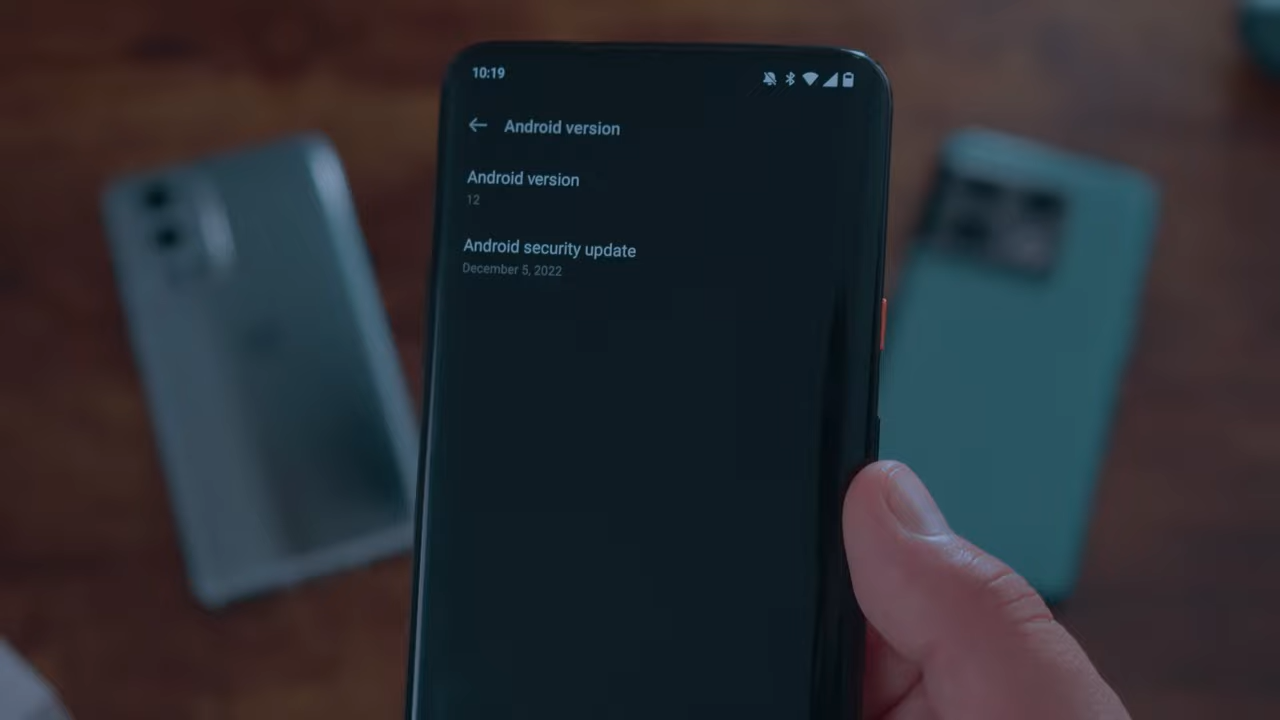 10:19
Android version
Android version
12
Android security update
December 5, 2022